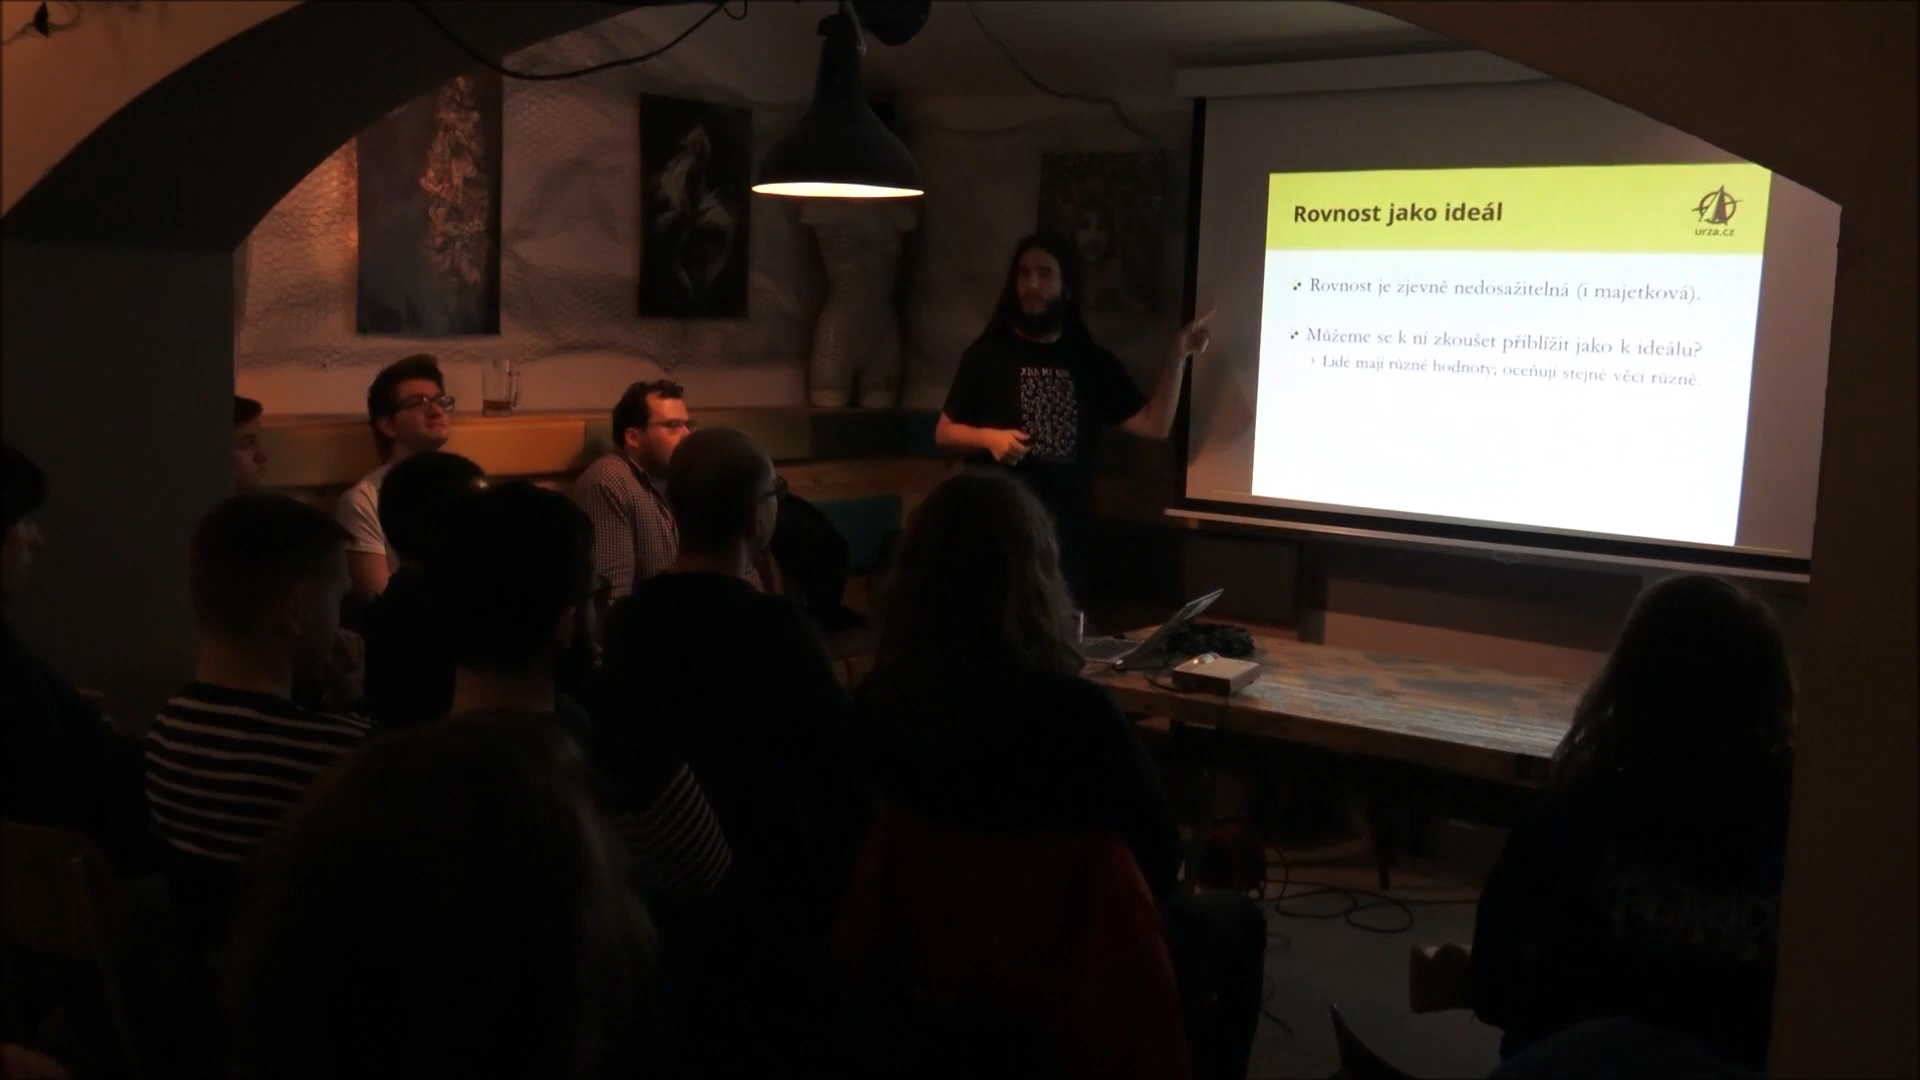 Rovnost jako ideál
urza.cz
Rovnost je zjevně nedosažitelná (i majetková).
Můžeme se k ní zkoušet přiblížit jako k ideálu?
Lidé mají různé hodnoty; oceňují stejné věci různě.